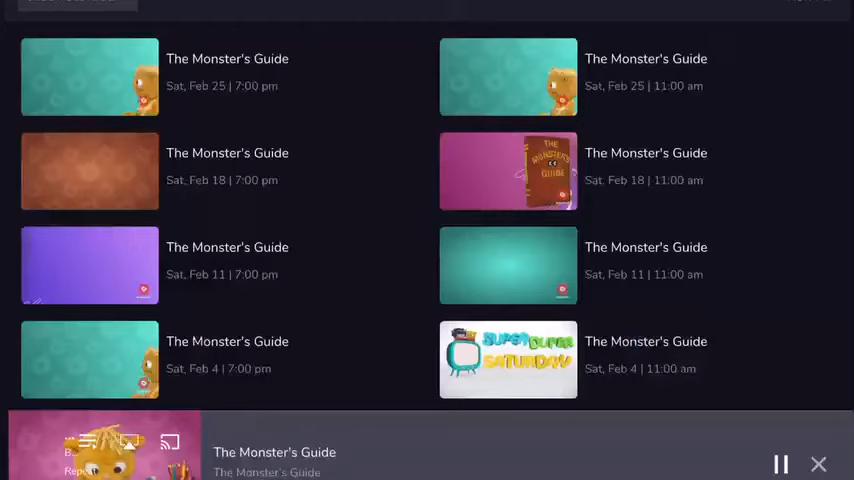 The Monster's Guide
Sat, Feb 25 | 7:00 pm
The Monster's Guide
Sat, Feb 25 | 11:00 am
The Monster's Guide
Sat, Feb 18 | 7:00 pm
THE
MONSTER'S
GUIDE
The Monster's Guide
Sat, Feb 18 | 11:00 am
The Monster's Guide
Sat, Feb 11 | 7:00 pm
The Monster's Guide
Sat, Feb 11 | 11:00 am
The Monster's Guide
Sat, Feb 4 | 7:00 pm
SUPER DUPER
SATURDAY
The Monster's Guide
Sat, Feb 4 | 11:00 am
B...
Repeat
The Monster's Guide
The Monster's Guide